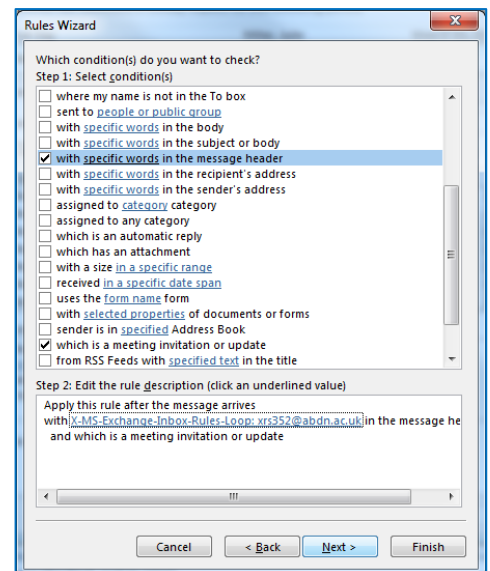 Rules Wizard
Which condition(s) do you want to check?
Step 1: Select condition(s)
where my name is not in the To box
sent to people or public group
with specific words in the body
with specific words in the subject or body
with specific words in the message header
with specific words in the recipient's address
with specific words in the sender's address
assigned to category category
assigned to any category
which is an automatic reply
which has an attachment
with a size in a specific range
received in a specific date span
uses the form name form
with selected properties of documents or forms
sender is in specified Address Book
which is a meeting invitation or update
from RSS Feeds with specified text in the title
Step 2: Edit the rule description (click an underlined value)
Apply this rule after the message arrives
with X-MS-Exchange-Inbox-Rules-Loop: xrs352@abdn.ac.uk in the message he
and which is a meeting invitation or update
Cancel < Back Next > Finish